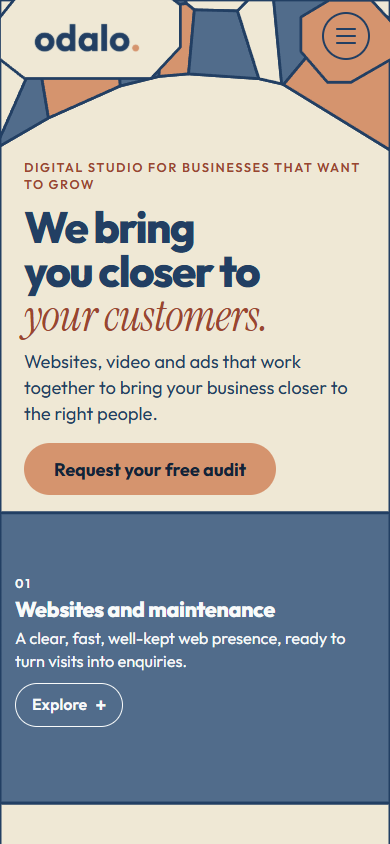 odalo.
DIGITAL STUDIO FOR BUSINESSES THAT WANT
TO GROW
We bring
you closer to
your customers.
Websites, video and ads that work
together to bring your business closer to
the right people.
Request your free audit
01
Websites and maintenance
A clear, fast, well-kept web presence, ready to
turn visits into enquiries.
Explore +